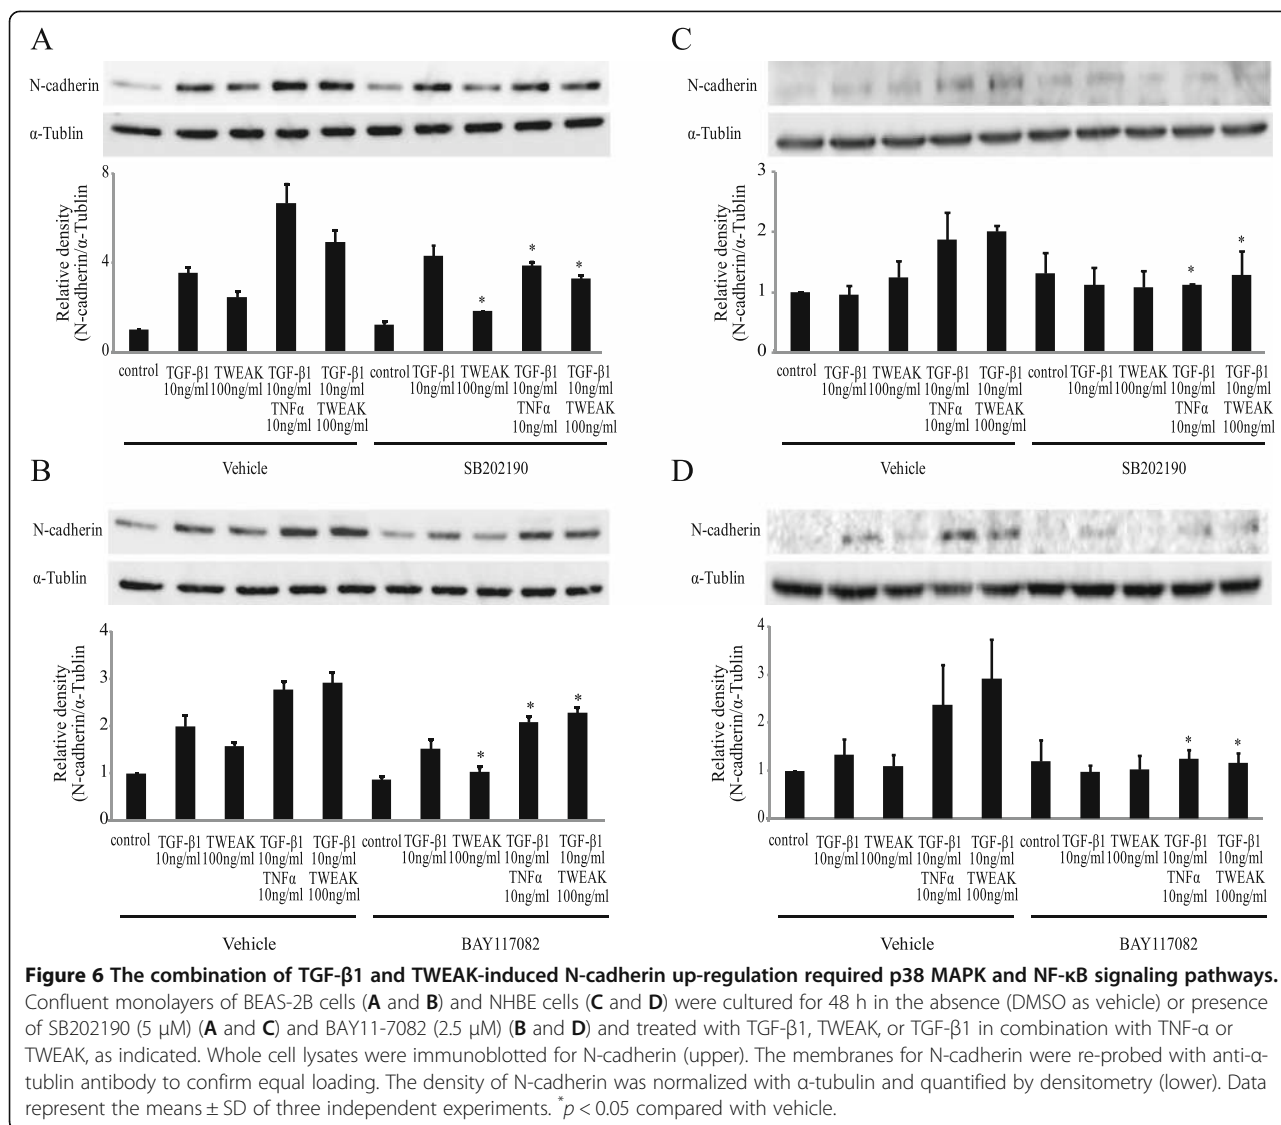 A
N-cadherin
α-Tublin
Relative density
(N-cadherin/α-Tublin
8
4
0
control TGF-β1 TWEAK TGF-β1 TGF-β1 control TGF-β1 TWEAK TGF-β1 TGF-β1
10ng/ml 100ng/ml 10ng/ml 10ng/ml 10ng/ml 100ng/ml 10ng/ml 10ng/ml
TNFα TWEAK TNFα TWEAK
10ng/ml 100ng/ml 10ng/ml 100ng/ml
* * *
Vehicle SB202190
C
N-cadherin
α-Tublin
Relative density
(N-cadherin/α-Tublin
3
2
1
0
* *
control TGF-β1 TWEAK TGF-β1 TGF-β1 control TGF-β1 TWEAK TGF-β1 TGF-β1
10ng/ml 100ng/ml 10ng/ml 10ng/ml 10ng/ml 100ng/ml 10ng/ml 10ng/ml
TNFα TWEAK TNFα TWEAK
10ng/ml 100ng/ml 10ng/ml 100ng/ml
Vehicle SB202190
B
N-cadherin
α-Tublin
Relative density
(N-cadherin/α-Tublin
4
3
2
1
0
* * *
control TGF-β1 TWEAK TGF-β1 TGF-β1 control TGF-β1 TWEAK TGF-β1 TGF-β1
10ng/ml 100ng/ml 10ng/ml 10ng/ml 10ng/ml 100ng/ml 10ng/ml 10ng/ml
TNFα TWEAK TNFα TWEAK
10ng/ml 100ng/ml 10ng/ml 100ng/ml
Vehicle BAY117082
D
N-cadherin
α-Tublin
Relative density
(N-cadherin/α-Tublin
4
3
2
1
0
* *
control TGF-β1 TWEAK TGF-β1 TGF-β1 control TGF-β1 TWEAK TGF-β1 TGF-β1
10ng/ml 100ng/ml 10ng/ml 10ng/ml 10ng/ml 100ng/ml 10ng/ml 10ng/ml
TNFα TWEAK TNFα TWEAK
10ng/ml 100ng/ml 10ng/ml 100ng/ml
Vehicle BAY117082
Figure 6 The combination of TGF-β1 and TWEAK-induced N-cadherin up-regulation required p38 MAPK and NF-κB signaling pathways.
Confluent monolayers of BEAS-2B cells (A and B) and NHBE cells (C and D) were cultured for 48 h in the absence (DMSO as vehicle) or presence
of SB202190 (5 μM) (A and C) and BAY11-7082 (2.5 μM) (B and D) and treated with TGF-β1, TWEAK, or TGF-β1 in combination with TNF-α or
TWEAK, as indicated. Whole cell lysates were immunoblotted for N-cadherin (upper). The membranes for N-cadherin were re-probed with anti-α-
tublin antibody to confirm equal loading. The density of N-cadherin was normalized with α-tubulin and quantified by densitometry (lower). Data
represent the means ± SD of three independent experiments. *p < 0.05 compared with vehicle.